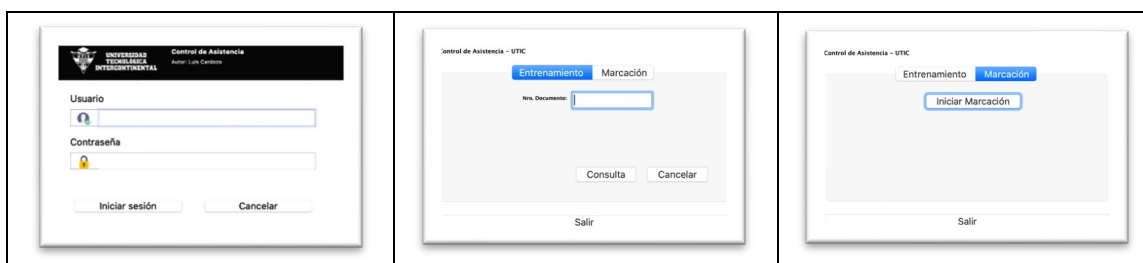 UNIVERSIDAD
TECNOLÓGICA
INTERCONTINENTAL
Control de Asistencia
Autor: Luis Cardozo
Usuario
Contraseña
Iniciar sesión Cancelar
Control de Asistencia – UTIC
Entrenamiento Marcación
Nro. Documento:
Consulta Cancelar
Salir
Control de Asistencia – UTIC
Entrenamiento Marcación
Iniciar Marcación
Salir